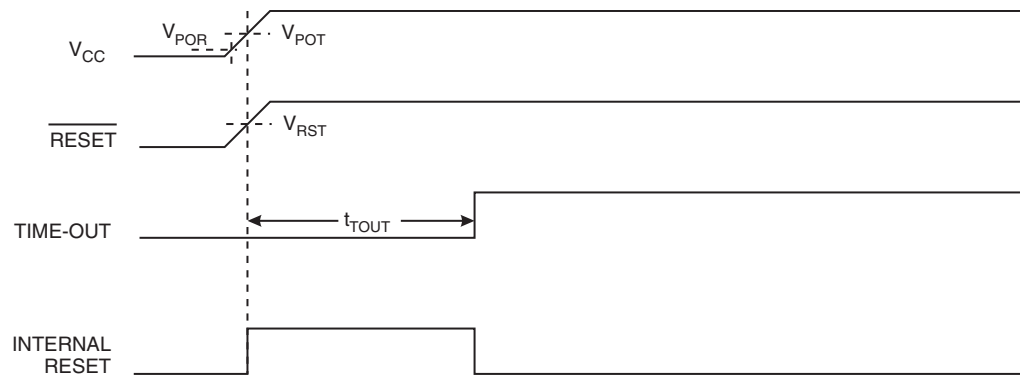 V_POR
V_POT
V_CC
RESET
V_RST
TIME-OUT
t_TOUT
INTERNAL
RESET